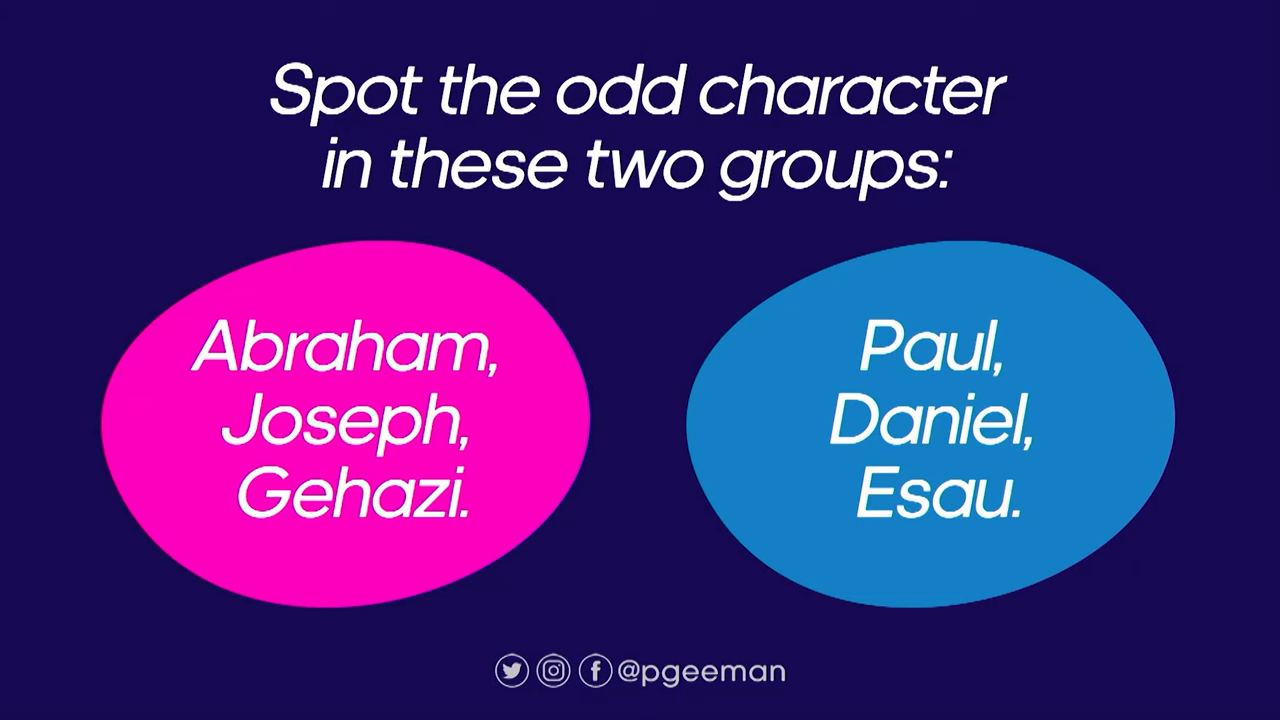 Spot the odd character
in these two groups:
Abraham,
Joseph,
Gehazi.
Paul,
Daniel,
Esau.
@pgeeman